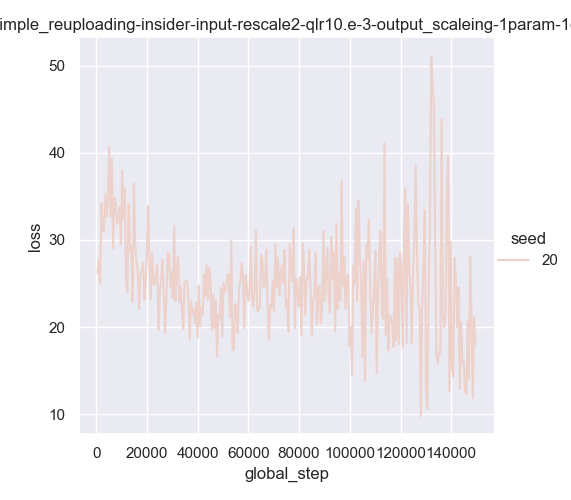 imple_reuploading-insider-input-rescale2-qlr10.e-3-output_scaleing-1param-1
50
40
30
20
10
loss
0 20000 40000 60000 80000 100000 120000 140000
global_step
seed
20